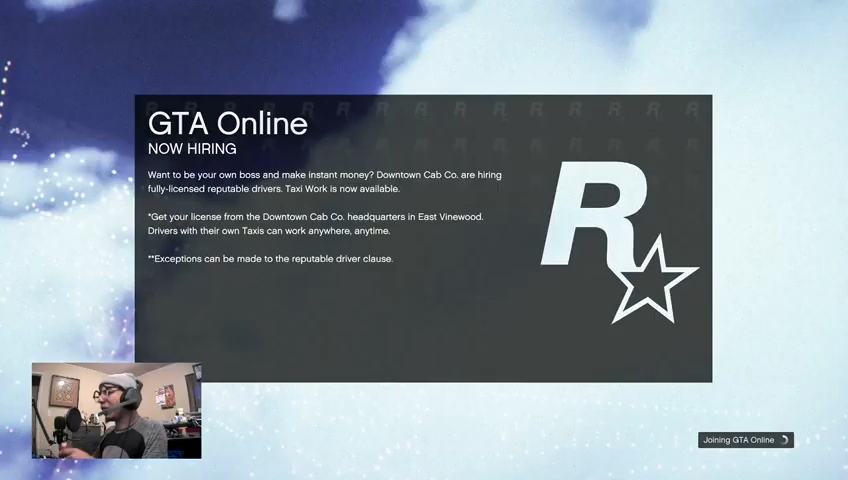 GTA Online
NOW HIRING
Want to be your own boss and make instant money? Downtown Cab Co. are hiring
fully-licensed reputable drivers. Taxi Work is now available.
*Get your license from the Downtown Cab Co. headquarters in East Vinewood.
Drivers with their own Taxis can work anywhere, anytime.
**Exceptions can be made to the reputable driver clause.
R
Joining GTA Online